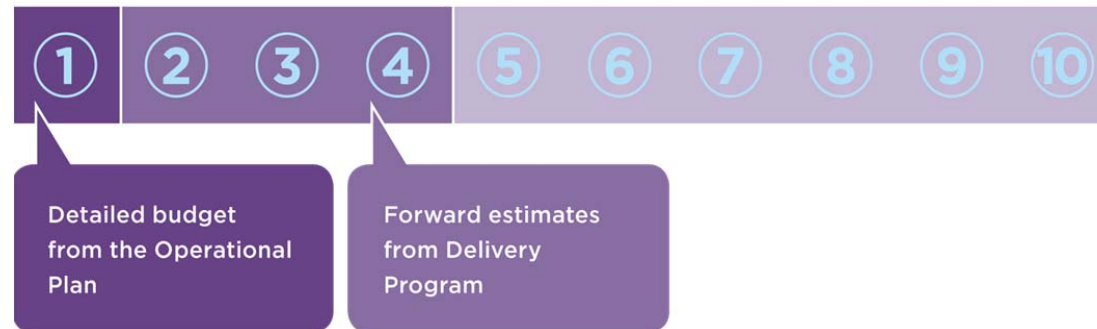 1 2 3 4 5 6 7 8 9 10
Detailed budget
from the Operational
Plan
Forward estimates
from Delivery
Program